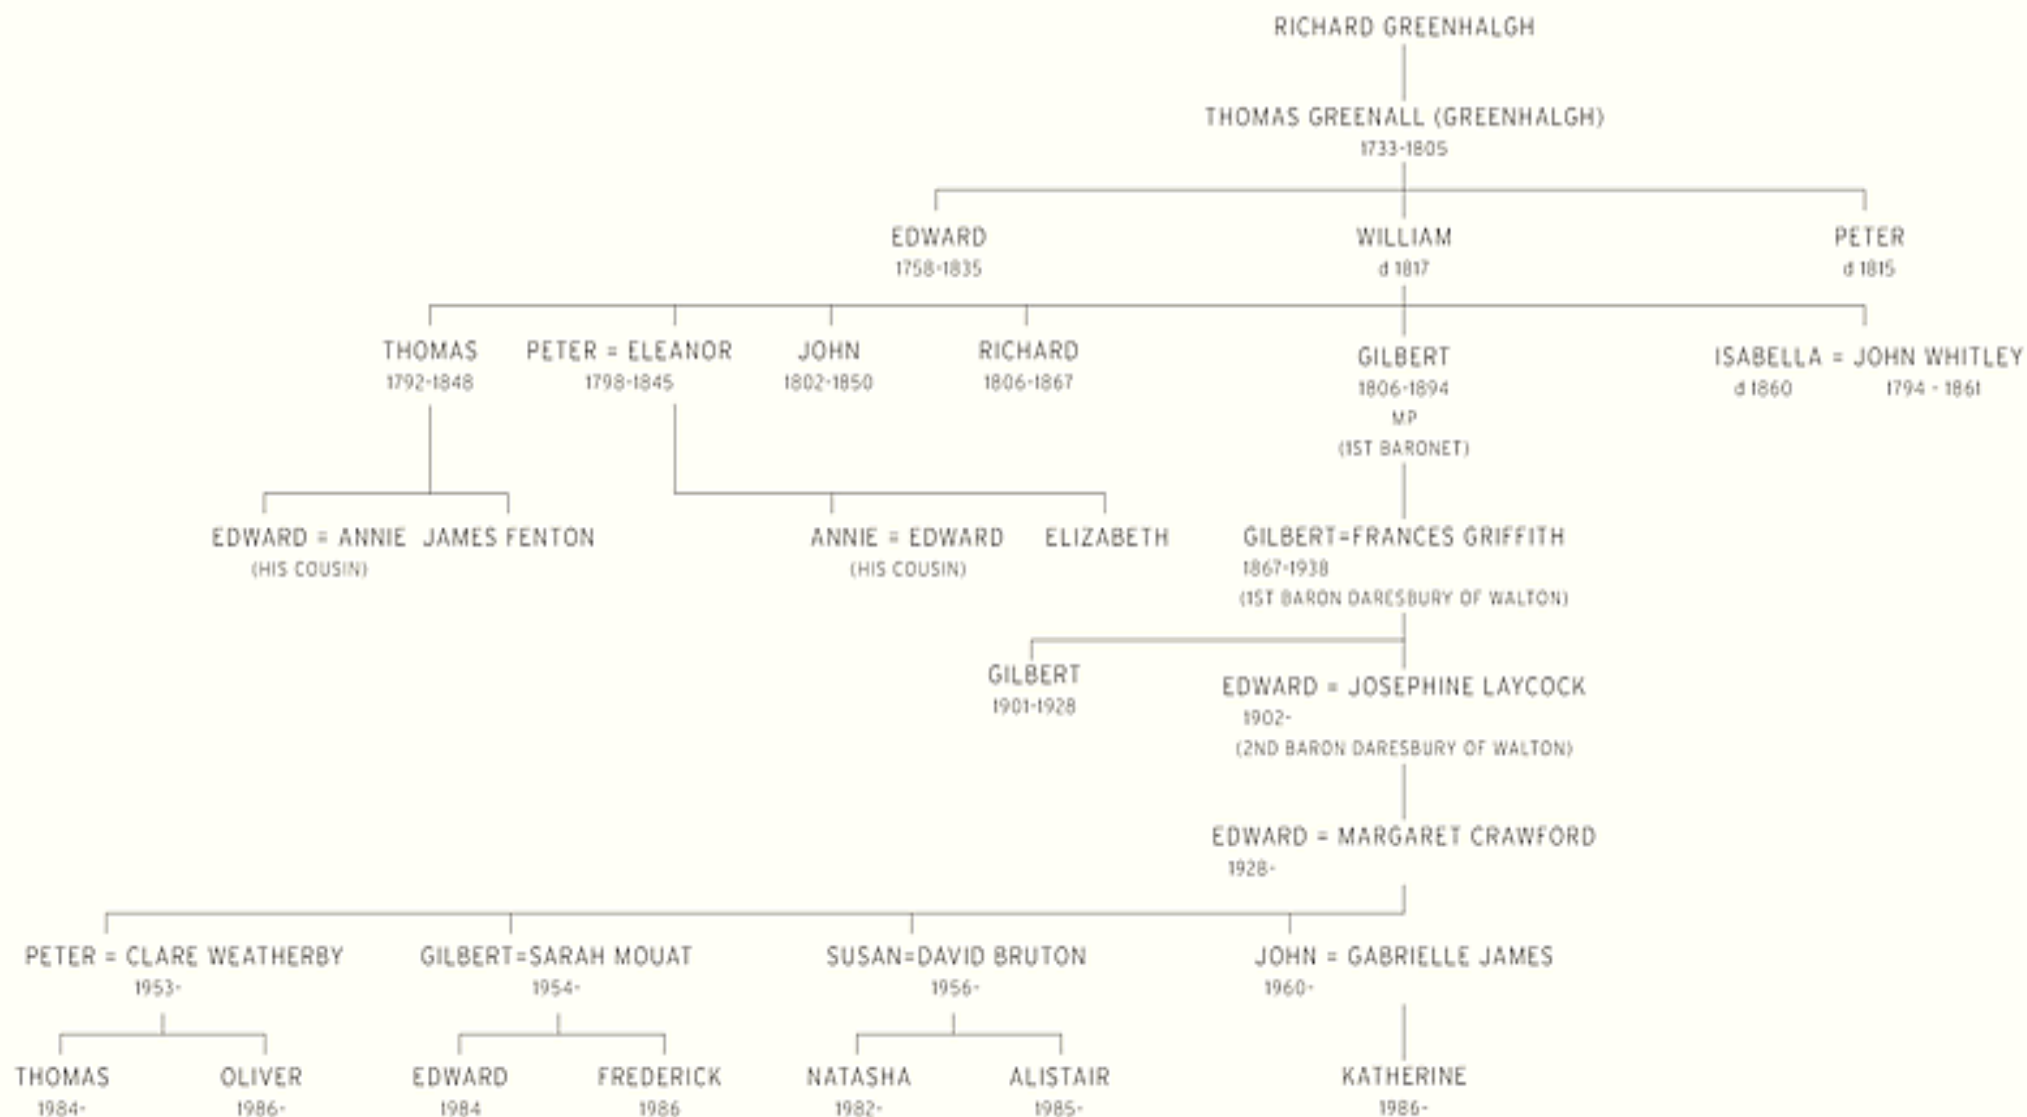 RICHARD GREENHALGH
THOMAS GREENALL (GREENHALGH)
1733-1805
EDWARD WILLIAM PETER
1758-1835 d 1817 d 1815
THOMAS PETER = ELEANOR JOHN RICHARD GILBERT ISABELLA = JOHN WHITLEY
1792-1848 1798-1845 1802-1850 1806-1867 1806-1894 d 1860 1794 - 1861
MP
(1ST BARONET)
EDWARD = ANNIE JAMES FENTON ANNIE = EDWARD ELIZABETH GILBERT=FRANCES GRIFFITH
(HIS COUSIN) (HIS COUSIN) 1867-1938
(1ST BARON DARESBURY OF WALTON)
GILBERT EDWARD = JOSEPHINE LAYCOCK
1901-1928 1902-
(2ND BARON DARESBURY OF WALTON)
EDWARD = MARGARET CRAWFORD
1928-
PETER = CLARE WEATHERBY GILBERT=SARAH MOUAT SUSAN=DAVID BRUTON JOHN = GABRIELLE JAMES
1953- 1954- 1956- 1960-
THOMAS OLIVER EDWARD FREDERICK NATASHA ALISTAIR KATHERINE
1984- 1986- 1984 1986 1982- 1985- 1986-